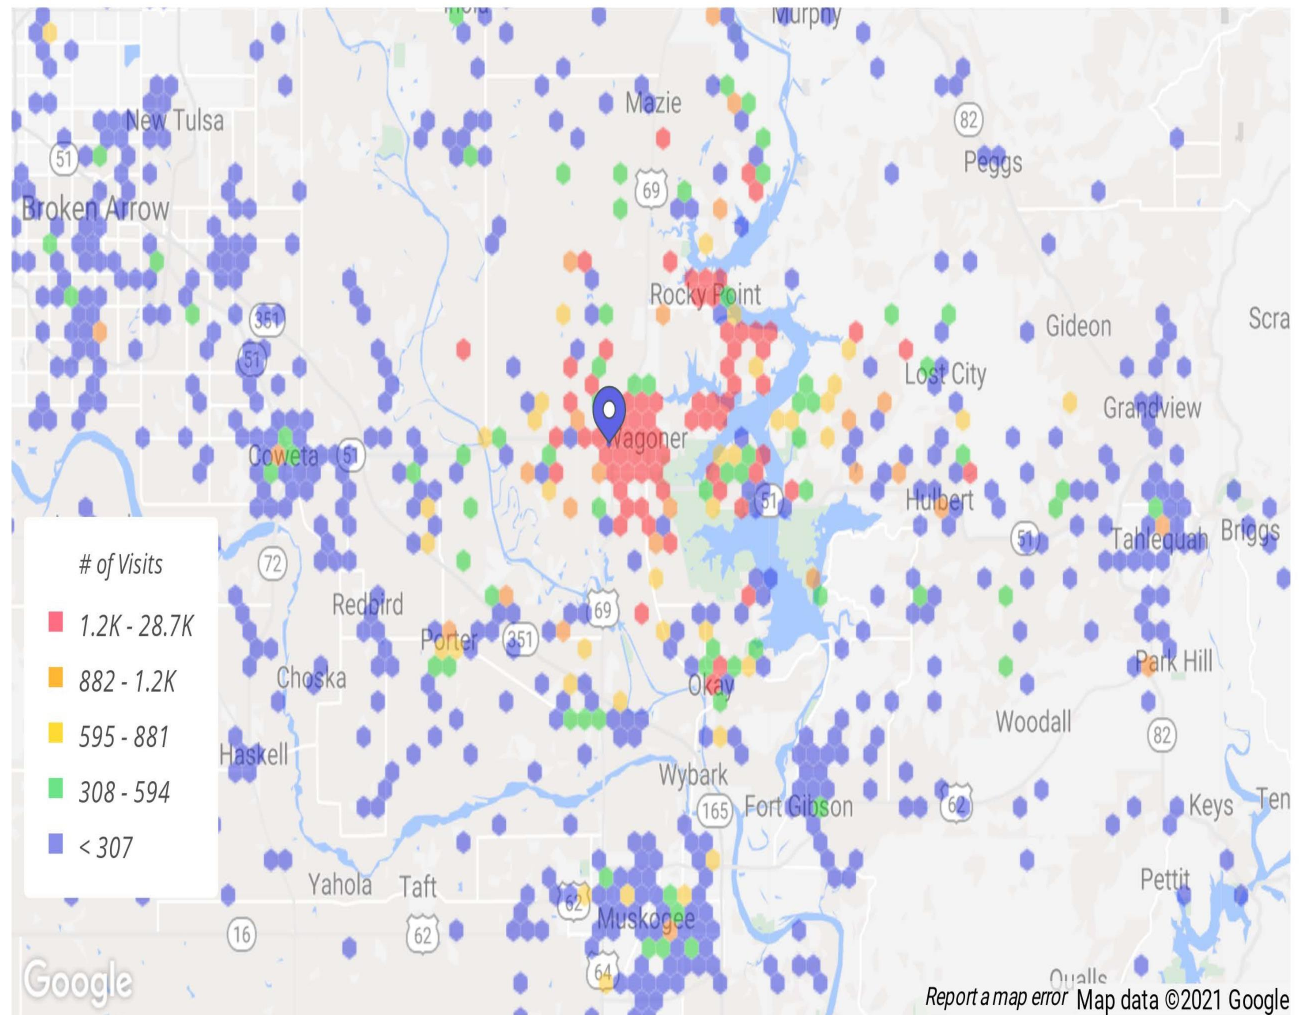 Inola
Murphy
Mazie
New Tulsa
82
51
Peggs
69
Broken Arrow
Rocky Point
351
Gideon
Scra
51
Lost City
Grandview
Wagoner
Coweta
51
51
Hulbert
Tahlequah
Briggs
51
# of Visits
72
1.2K - 28.7K
Redbird
69
Porter
351
882 - 1.2K
Choska
Okay
Park Hill
Woodall
595 - 881
82
Haskell
Wybark
308 - 594
165
Fort Gibson
62
Keys
Ten
< 307
Yahola
Taft
Pettit
62
Muskogee
16
62
64
Google
Qualls
Report a map error
Map data ©2021 Google